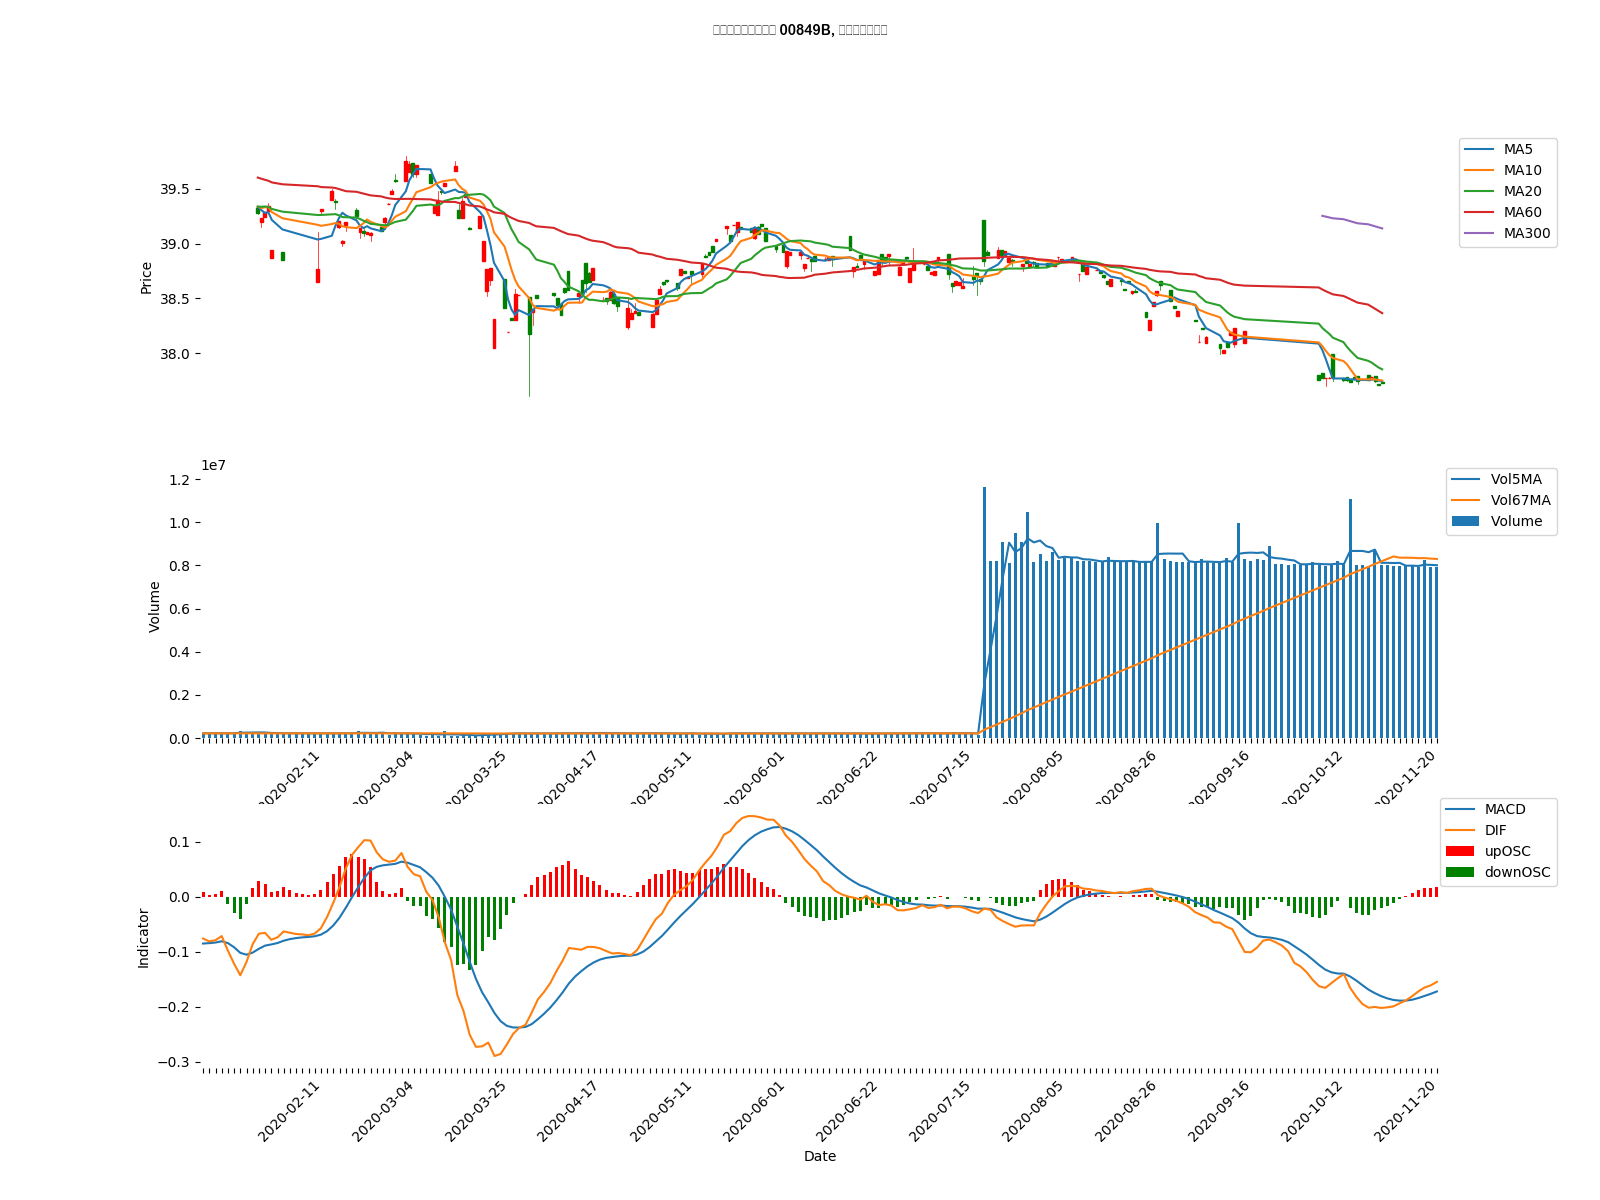 00849B,
MA5
MA10
MA20
MA60
MA300
Price
39.5
39.0
38.5
38.0
1e7
Vol5MA
Vol67MA
Volume
Volume
1.2
1.0
0.8
0.6
0.4
0.2
0.0
2020-02-11 2020-03-04 2020-03-25 2020-04-17 2020-05-11 2020-06-01 2020-06-22 2020-07-15 2020-08-05 2020-08-26 2020-09-16 2020-10-12 2020-11-20
MACD
DIF
upOSC
downOSC
Indicator
0.1
0.0
−0.1
−0.2
−0.3
2020-02-11 2020-03-04 2020-03-25 2020-04-17 2020-05-11 2020-06-01 2020-06-22 2020-07-15 2020-08-05 2020-08-26 2020-09-16 2020-10-12 2020-11-20
Date